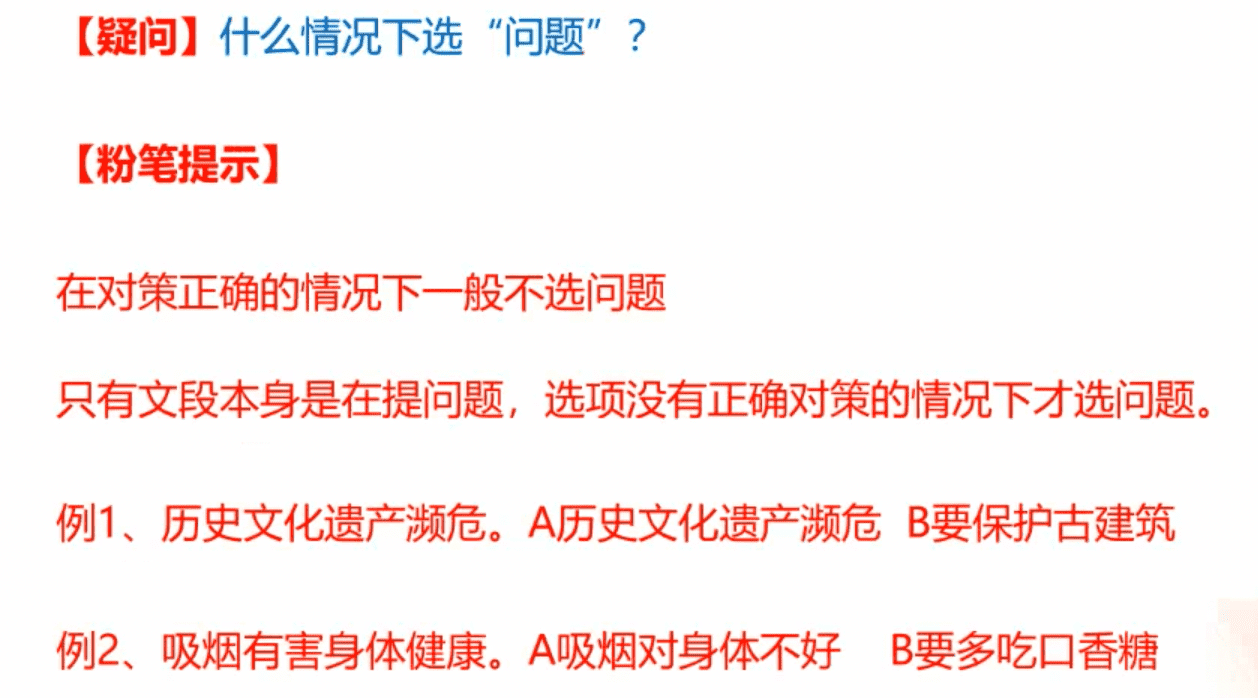 【疑问】什么情况下选“问题”？
【粉笔提示】
在对策正确的情况下一般不选问题
只有文段本身是在提问题，选项没有正确对策的情况下才选问题。
例1、历史文化遗产濒危。A历史文化遗产濒危 B要保护古建筑
例2、吸烟有害身体健康。A吸烟对身体不好 B要多吃口香糖